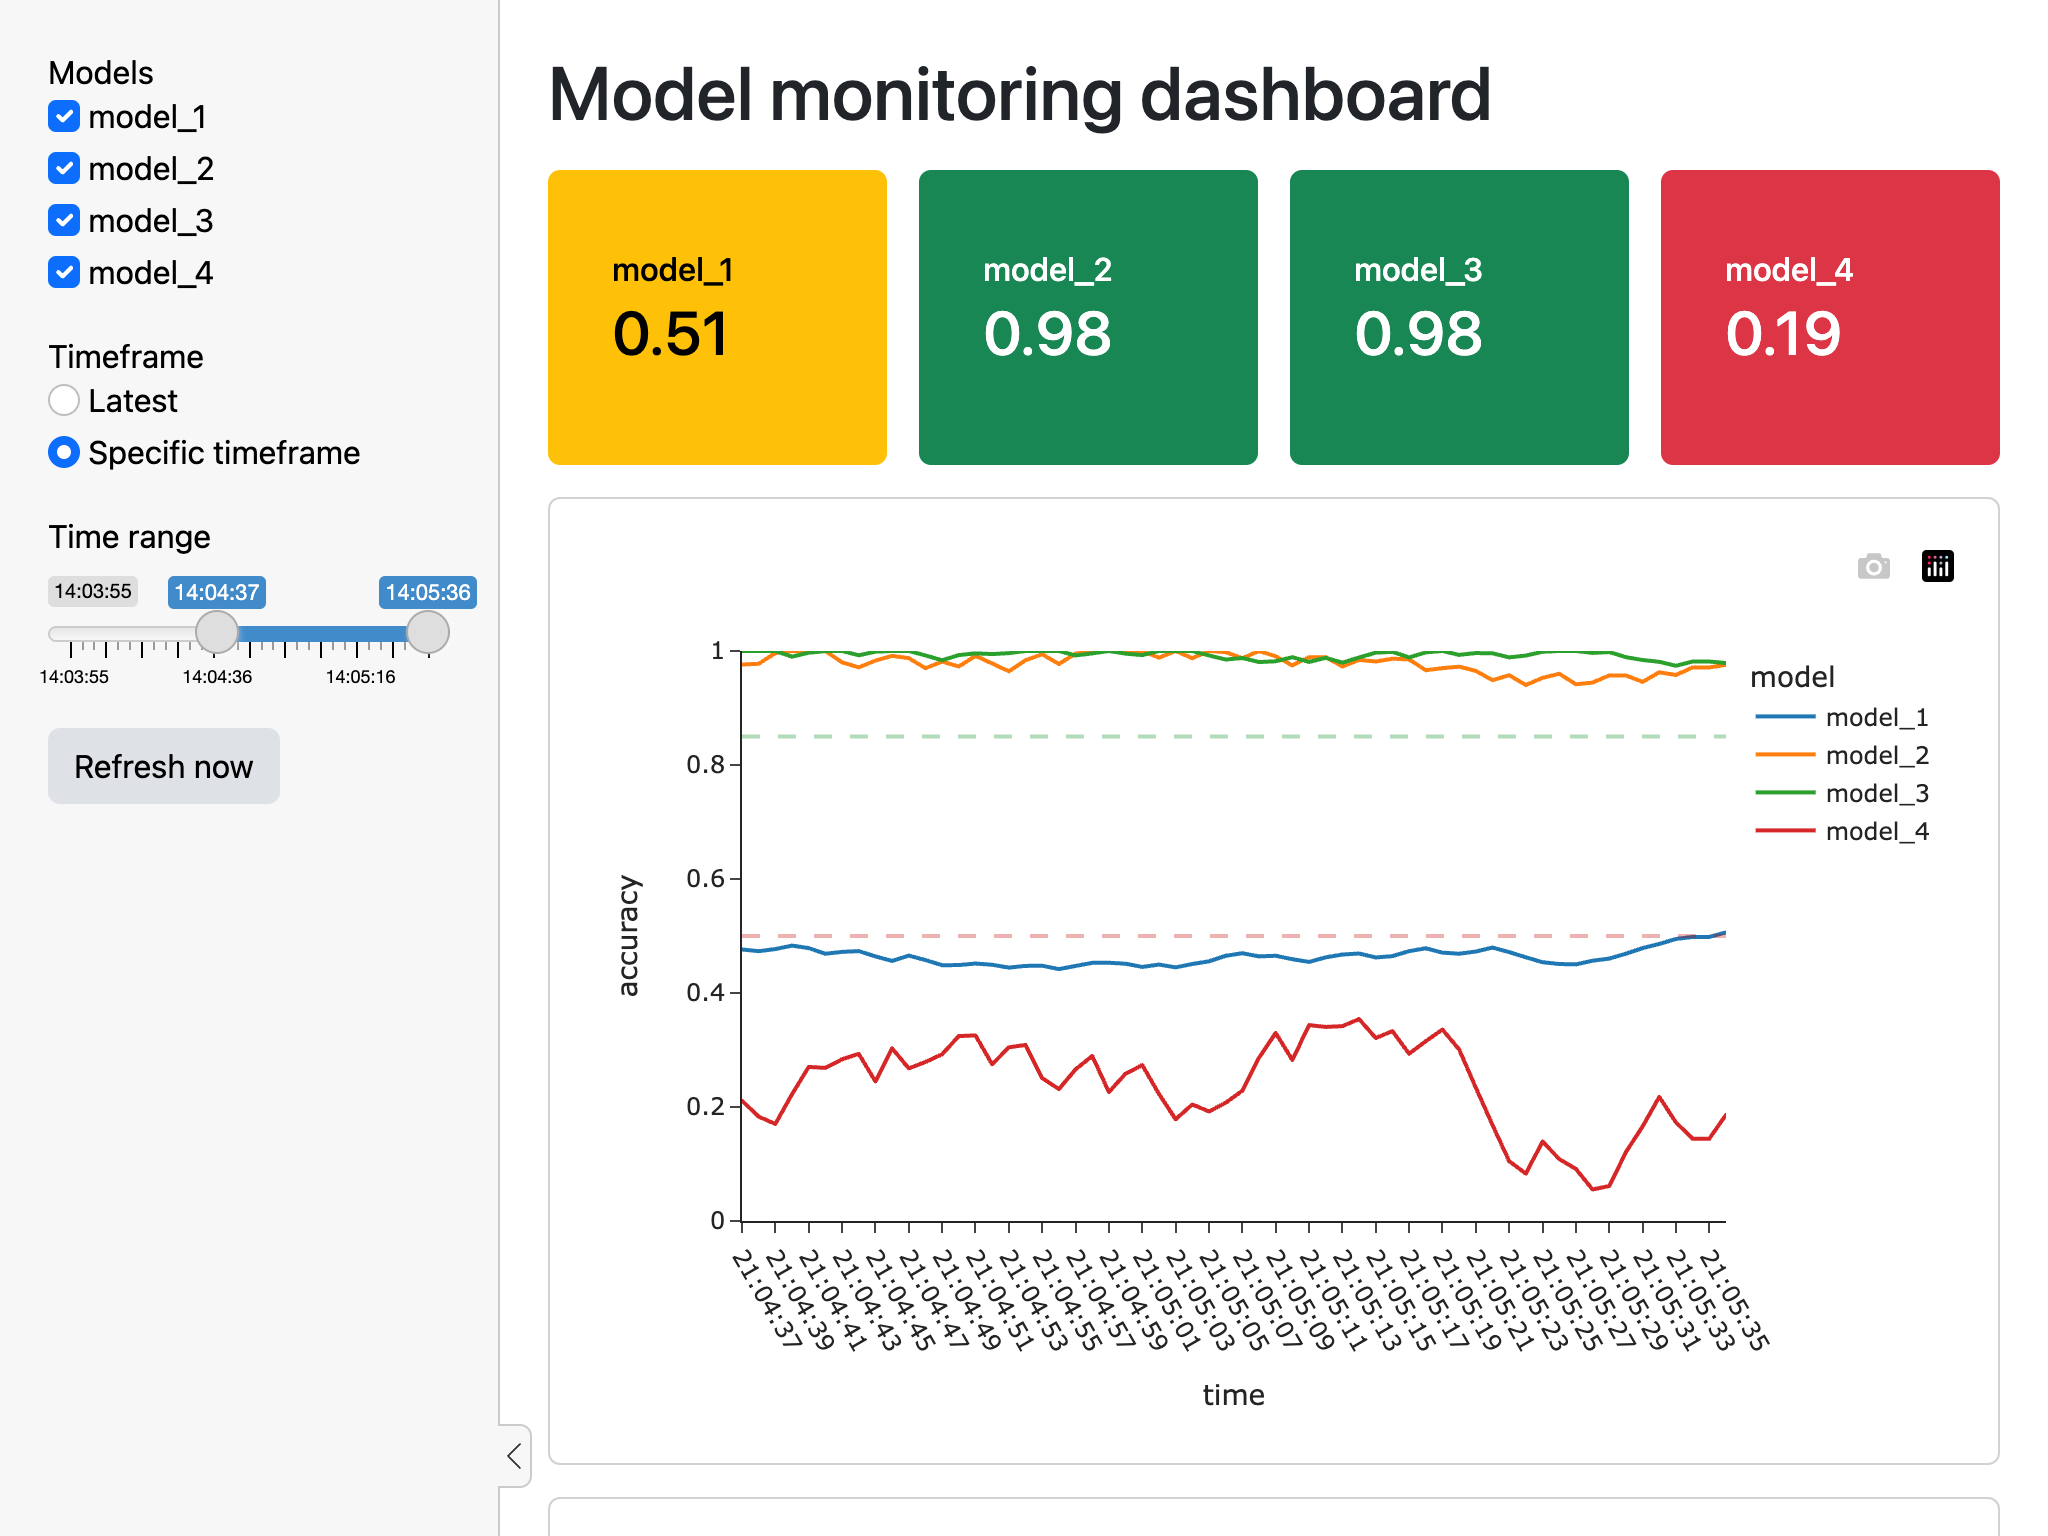 Models
model_1
model_2
model_3
model_4
Timeframe
Latest
Specific timeframe
Time range
14:03:55
14:04:37
14:05:36
14:03:55
14:04:36
14:05:16
Refresh now
Model monitoring dashboard
model_1
0.51
model_2
0.98
model_3
0.98
model_4
0.19
1
0.8
0.6
0.4
0.2
0
accuracy
21:04:37
21:04:39
21:04:41
21:04:43
21:04:45
21:04:47
21:04:49
21:04:51
21:04:53
21:04:55
21:04:57
21:04:59
21:05:01
21:05:03
21:05:05
21:05:07
21:05:09
21:05:11
21:05:13
21:05:15
21:05:17
21:05:19
21:05:21
21:05:23
21:05:25
21:05:27
21:05:29
21:05:31
21:05:33
21:05:35
time
model
model_1
model_2
model_3
model_4